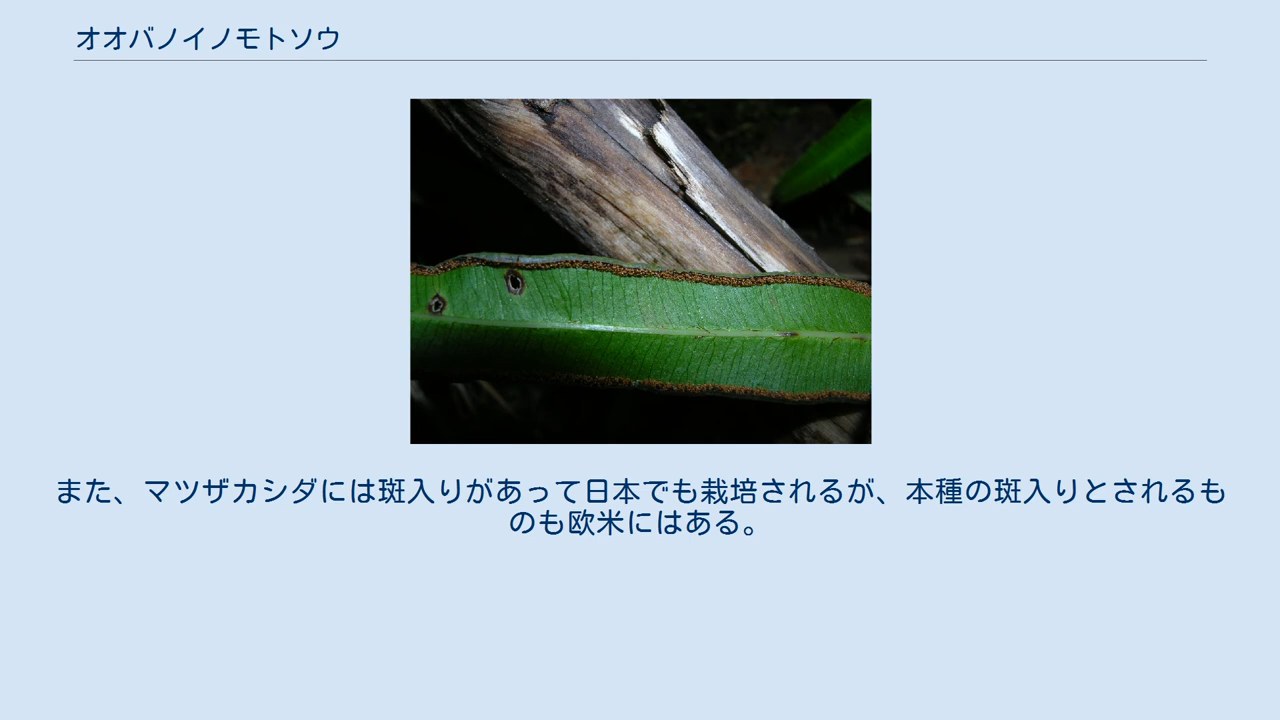 オオバノイノモトソウ
また、マツザカシダには斑入りがあって日本でも栽培されるが、本種の斑入りとされるも
のも欧米にはある。